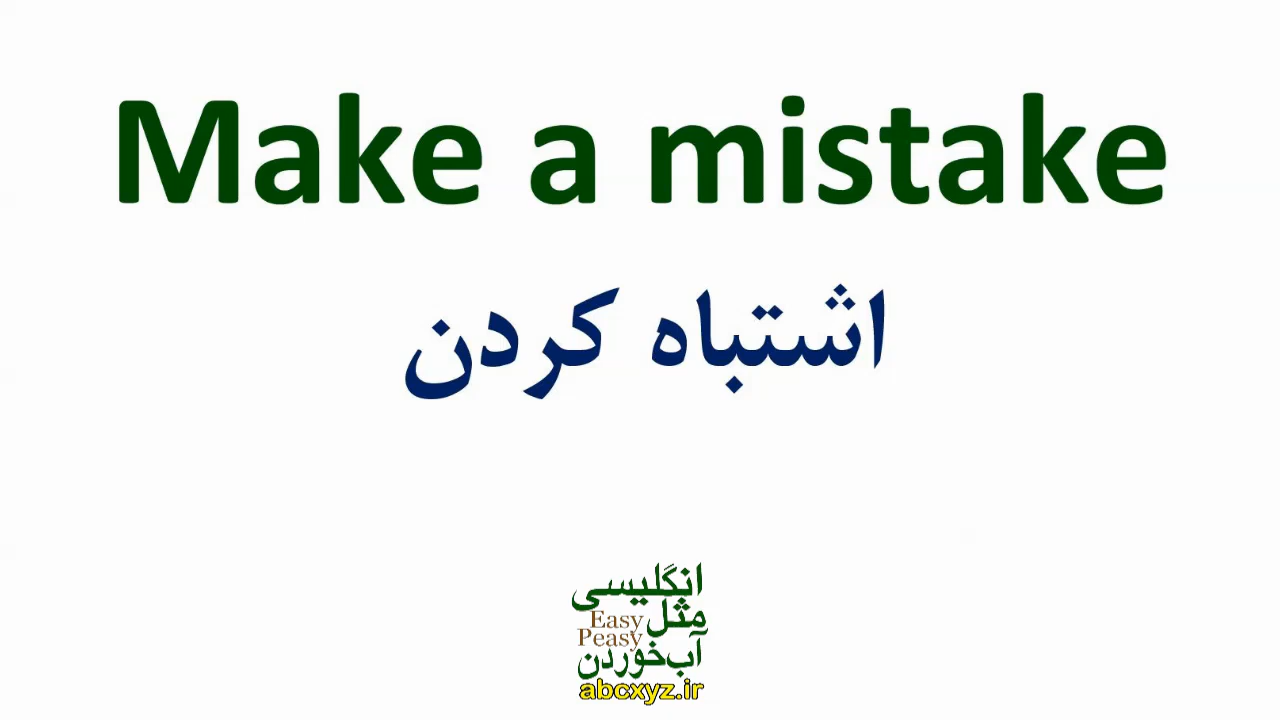 Make a mistake
اشتباه کردن
انگلیسی
مثل
Easy
Peasy
آب خوردن
abcxyz.ir